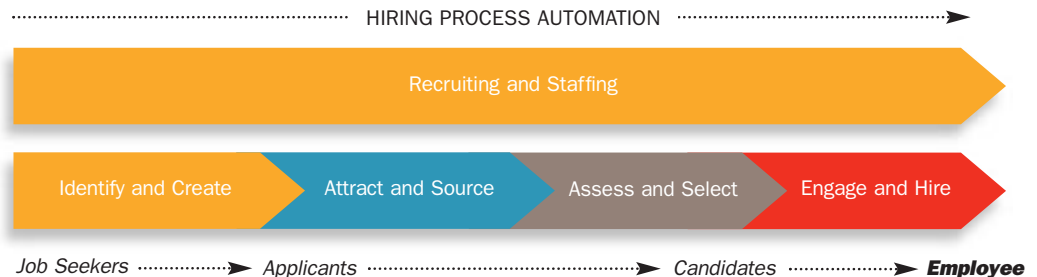 HIRING PROCESS AUTOMATION
Recruiting and Staffing
Identify and Create Attract and Source Assess and Select Engage and Hire
Job Seekers Applicants Candidates Employee